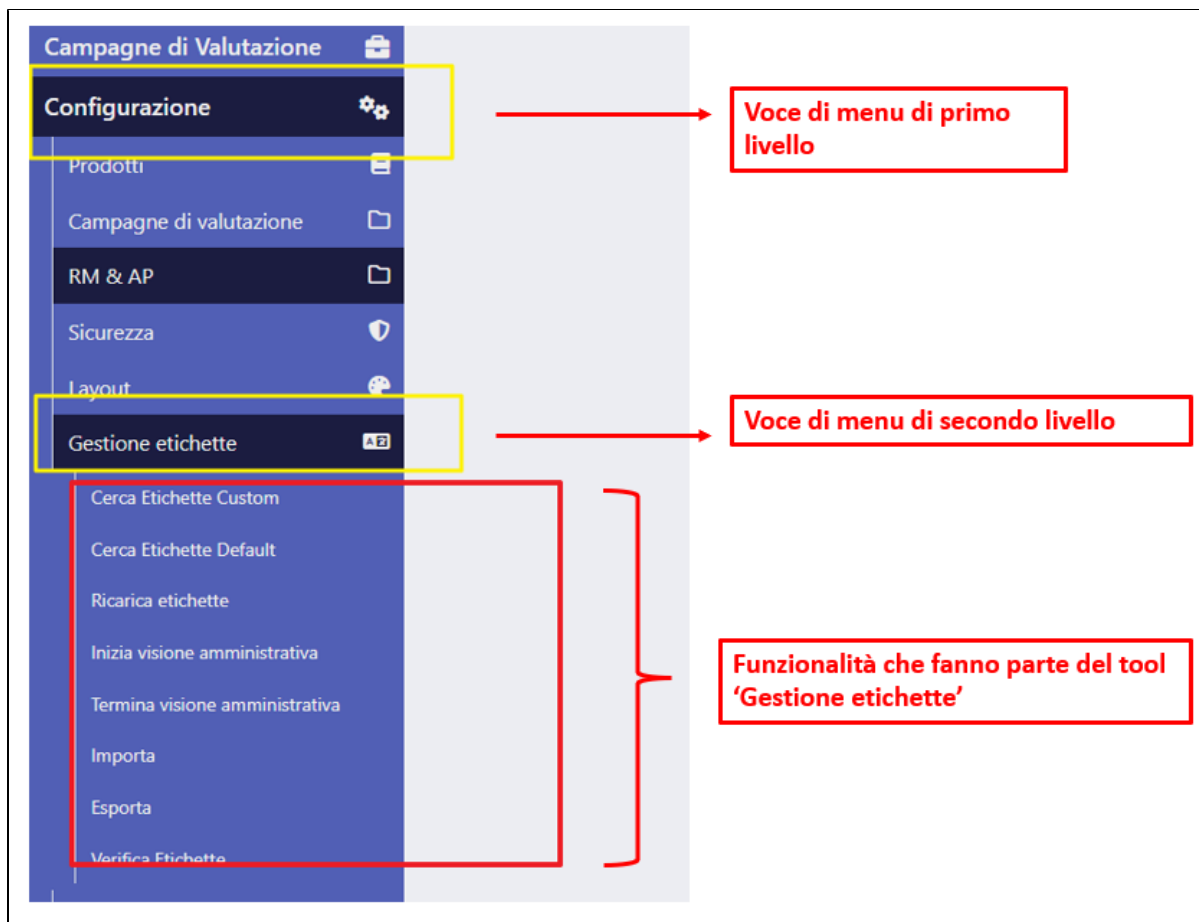 Campagne di Valutazione
Configurazione
Voce di menu di primo
livello
Prodotti
Campagne di valutazione
RM & AP
Sicurezza
Layout
Voce di menu di secondo livello
Gestione etichette
Cerca Etichette Custom
Cerca Etichette Default
Ricarica etichette
Inizia visione amministrativa
Funzionalità che fanno parte del tool
‘Gestione etichette’
Termina visione amministrativa
Importa
Esporta
Verifica Etichette